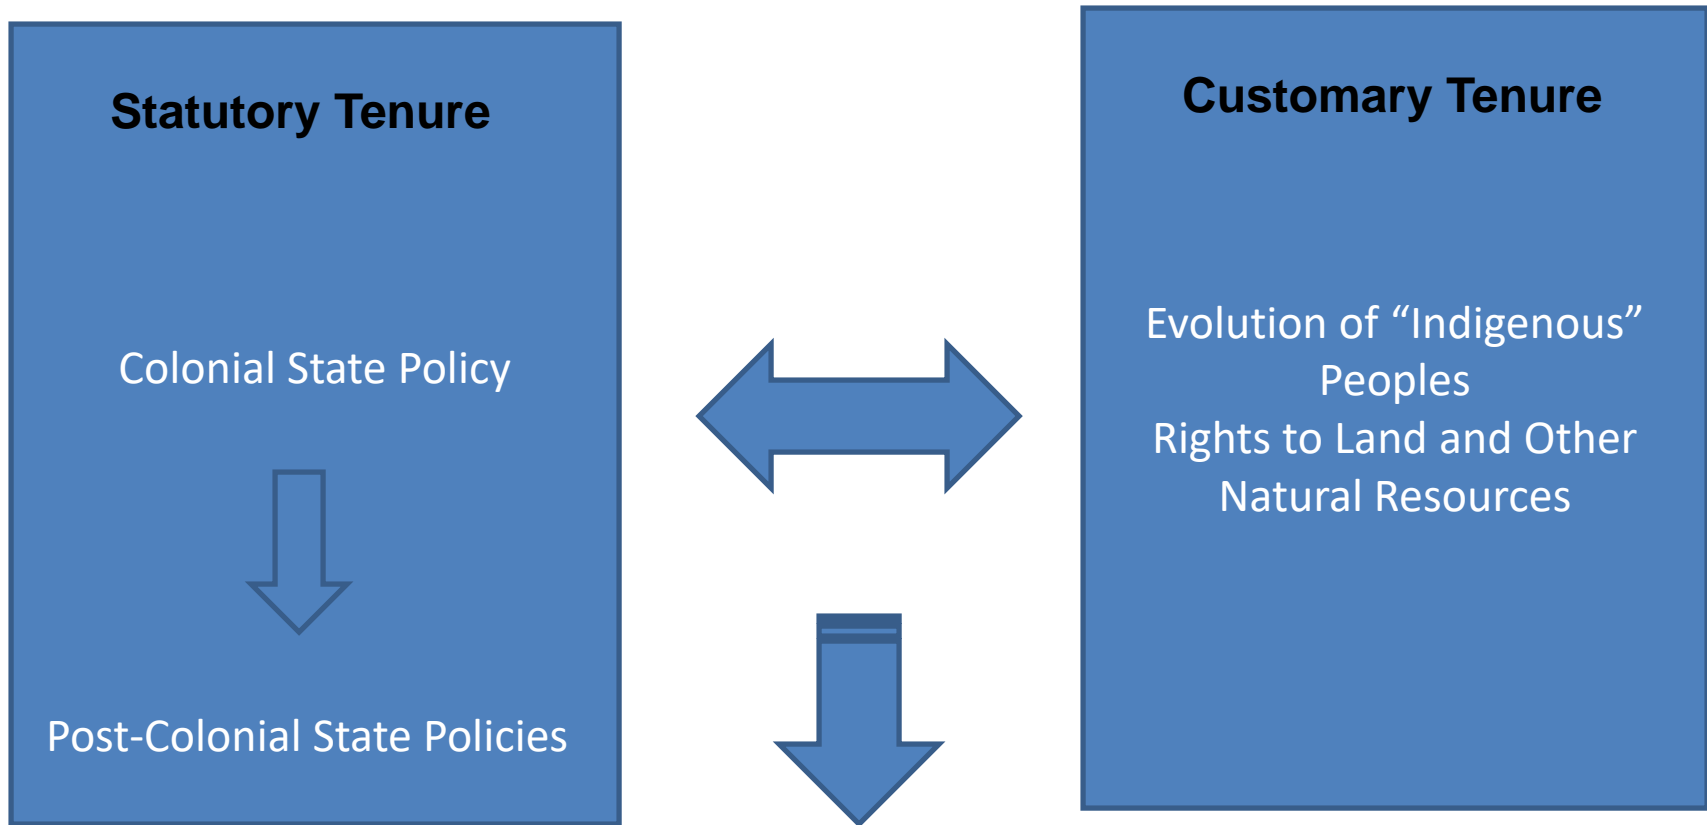 Statutory Tenure
Colonial State Policy
Post-Colonial State Policies
Customary Tenure
Evolution of “Indigenous”
Peoples
Rights to Land and Other
Natural Resources